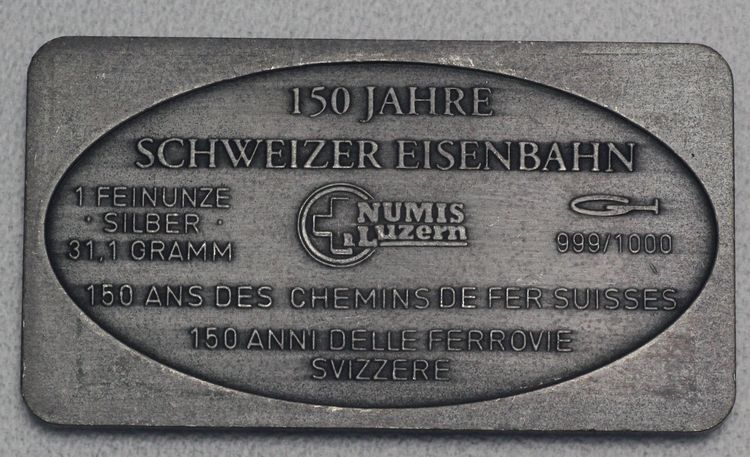 150 JAHRE
SCHWEIZER EISENBAHN
1 FEINUNZE
· SILBER ·
31,1 GRAMM
NUMIS
Luzern
999/1000
150 ANS DES CHEMINS DE FER SUISSES
150 ANNI DELLE FERROVIE
SVIZZERE